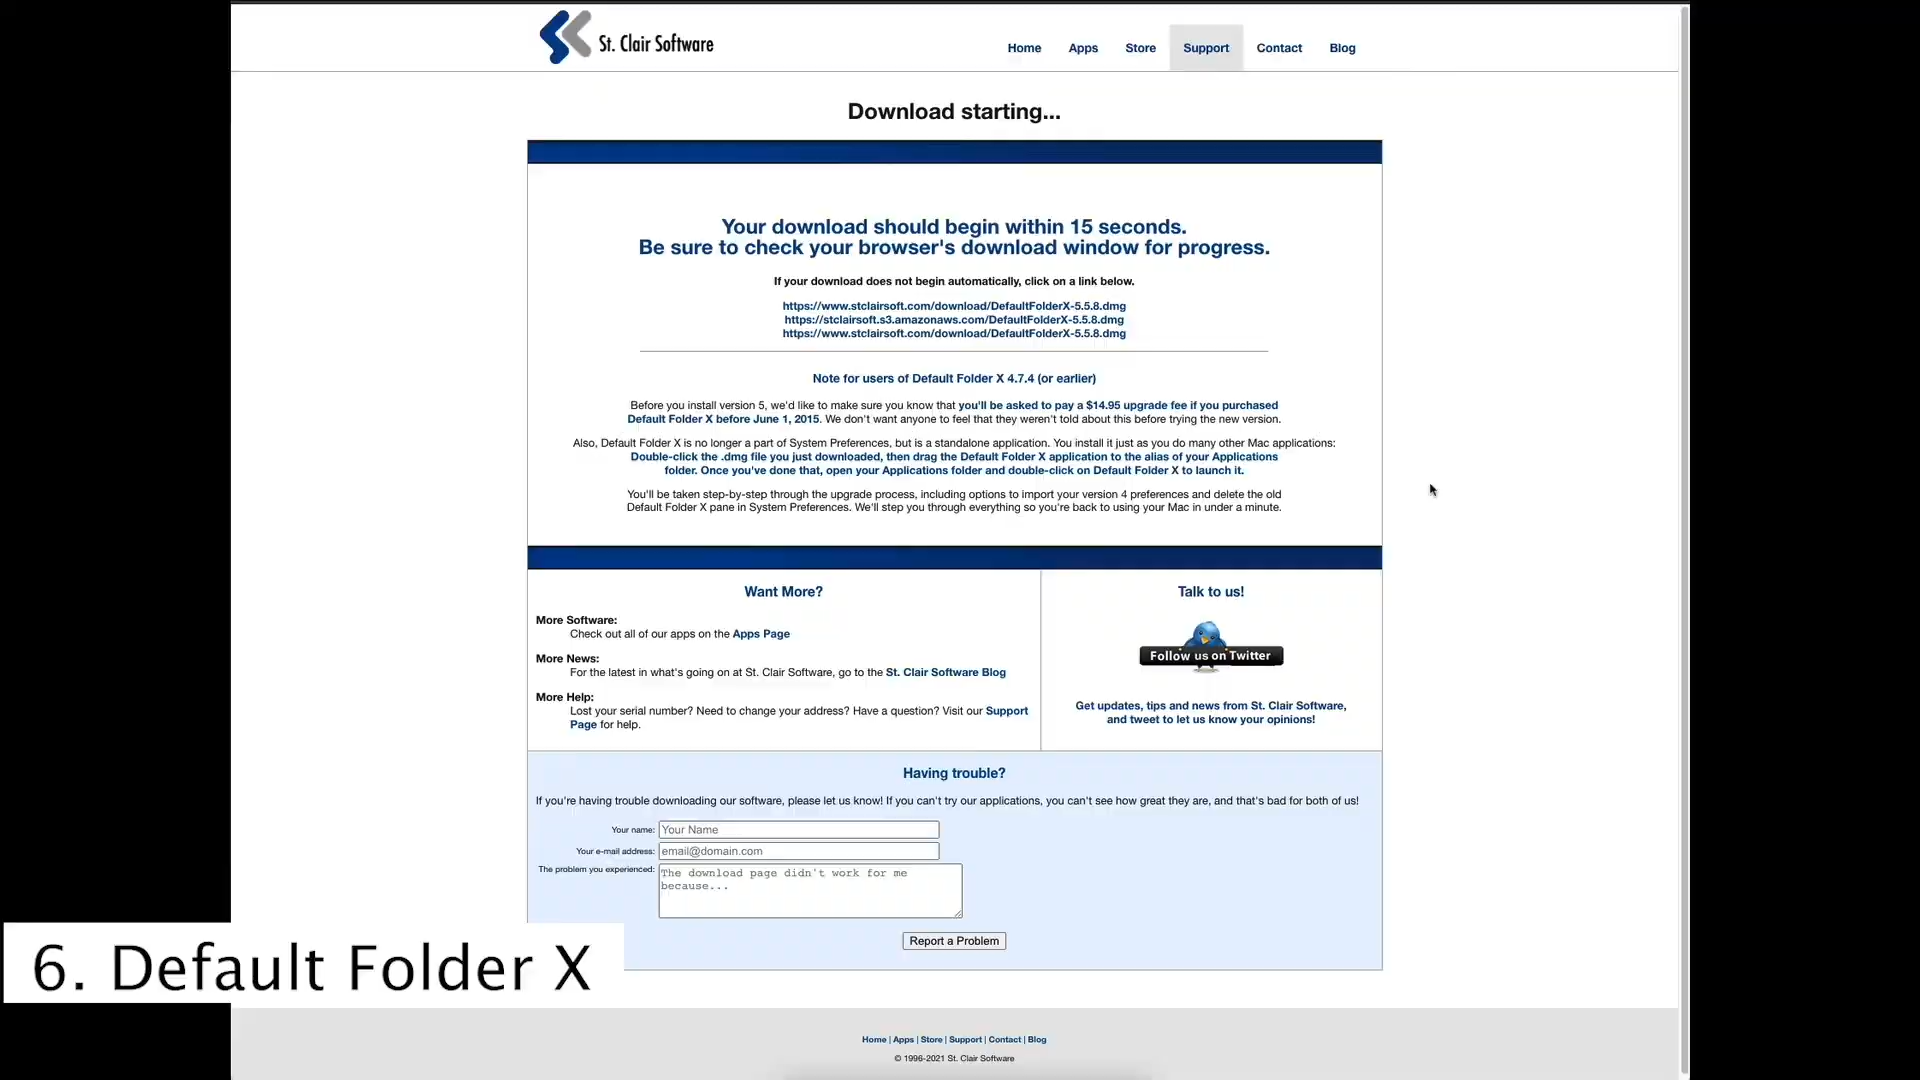 St. Clair Software
Home Apps Store Support Contact Blog
Download starting...
Your download should begin within 15 seconds.
Be sure to check your browser's download window for progress.
If your download does not begin automatically, click on a link below.
https://www.stclairsoft.com/download/DefaultFolderX-5.5.8.dmg
https://stclairsoft.s3.amazonaws.com/DefaultFolderX-5.5.8.dmg
https://www.stclairsoft.com/download/DefaultFolderX-5.5.8.dmg
Note for users of Default Folder X 4.7.4 (or earlier)
Before you install version 5, we'd like to make sure you know that you'll be asked to pay a $14.95 upgrade fee if you purchased
Default Folder X before June 1, 2015. We don't want anyone to feel that they weren't told about this before trying the new version.
Also, Default Folder X is no longer a part of System Preferences, but is a standalone application. You install it just as you do many other Mac applications:
Double-click the .dmg file you just downloaded, then drag the Default Folder X application to the alias of your Applications
folder. Once you've done that, open your Applications folder and double-click on Default Folder X to launch it.
You'll be taken step-by-step through the upgrade process, including options to import your version 4 preferences and delete the old
Default Folder X pane in System Preferences. We'll step you through everything so you're back to using your Mac in under a minute.
Want More?
More Software:
Check out all of our apps on the Apps Page
More News:
For the latest in what's going on at St. Clair Software, go to the St. Clair Software Blog
More Help:
Lost your serial number? Need to change your address? Have a question? Visit our Support
Page for help.
Talk to us!
Follow us on Twitter
Get updates, tips and news from St. Clair Software,
and tweet to let us know your opinions!
Having trouble?
If you're having trouble downloading our software, please let us know! If you can't try our applications, you can't see how great they are, and that's bad for both of us!
Your name: Your Name
Your e-mail address: email@domain.com
The problem you experienced: The download page didn't work for me
because...
Report a Problem
6. Default Folder X
Home | Apps | Store | Support | Contact | Blog
© 1996-2021 St. Clair Software